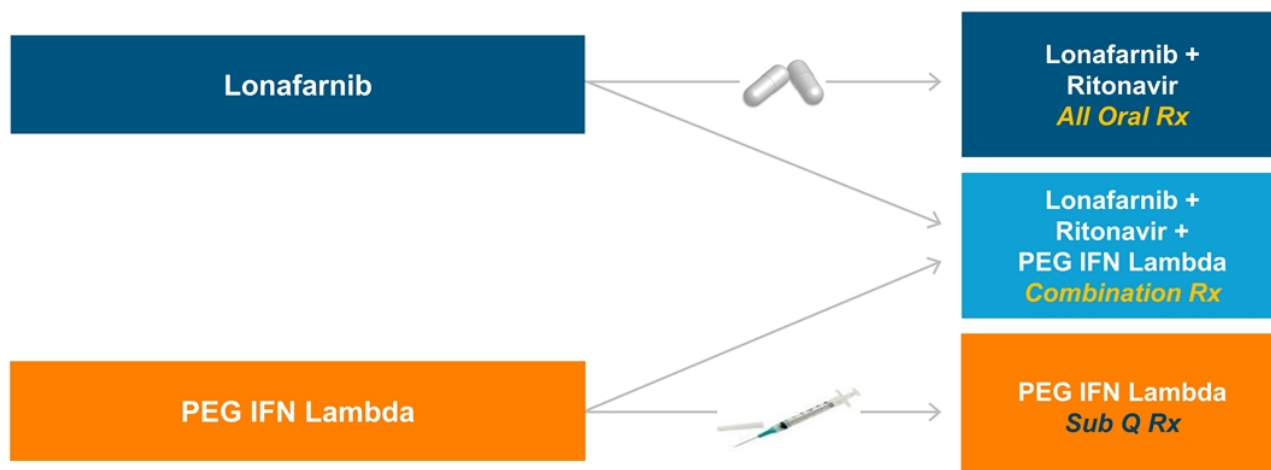 Lonafarnib
Lonafarnib +
Ritonavir
All Oral Rx
Lonafarnib +
Ritonavir +
PEG IFN Lambda
Combination Rx
PEG IFN Lambda
PEG IFN Lambda
Sub Q Rx